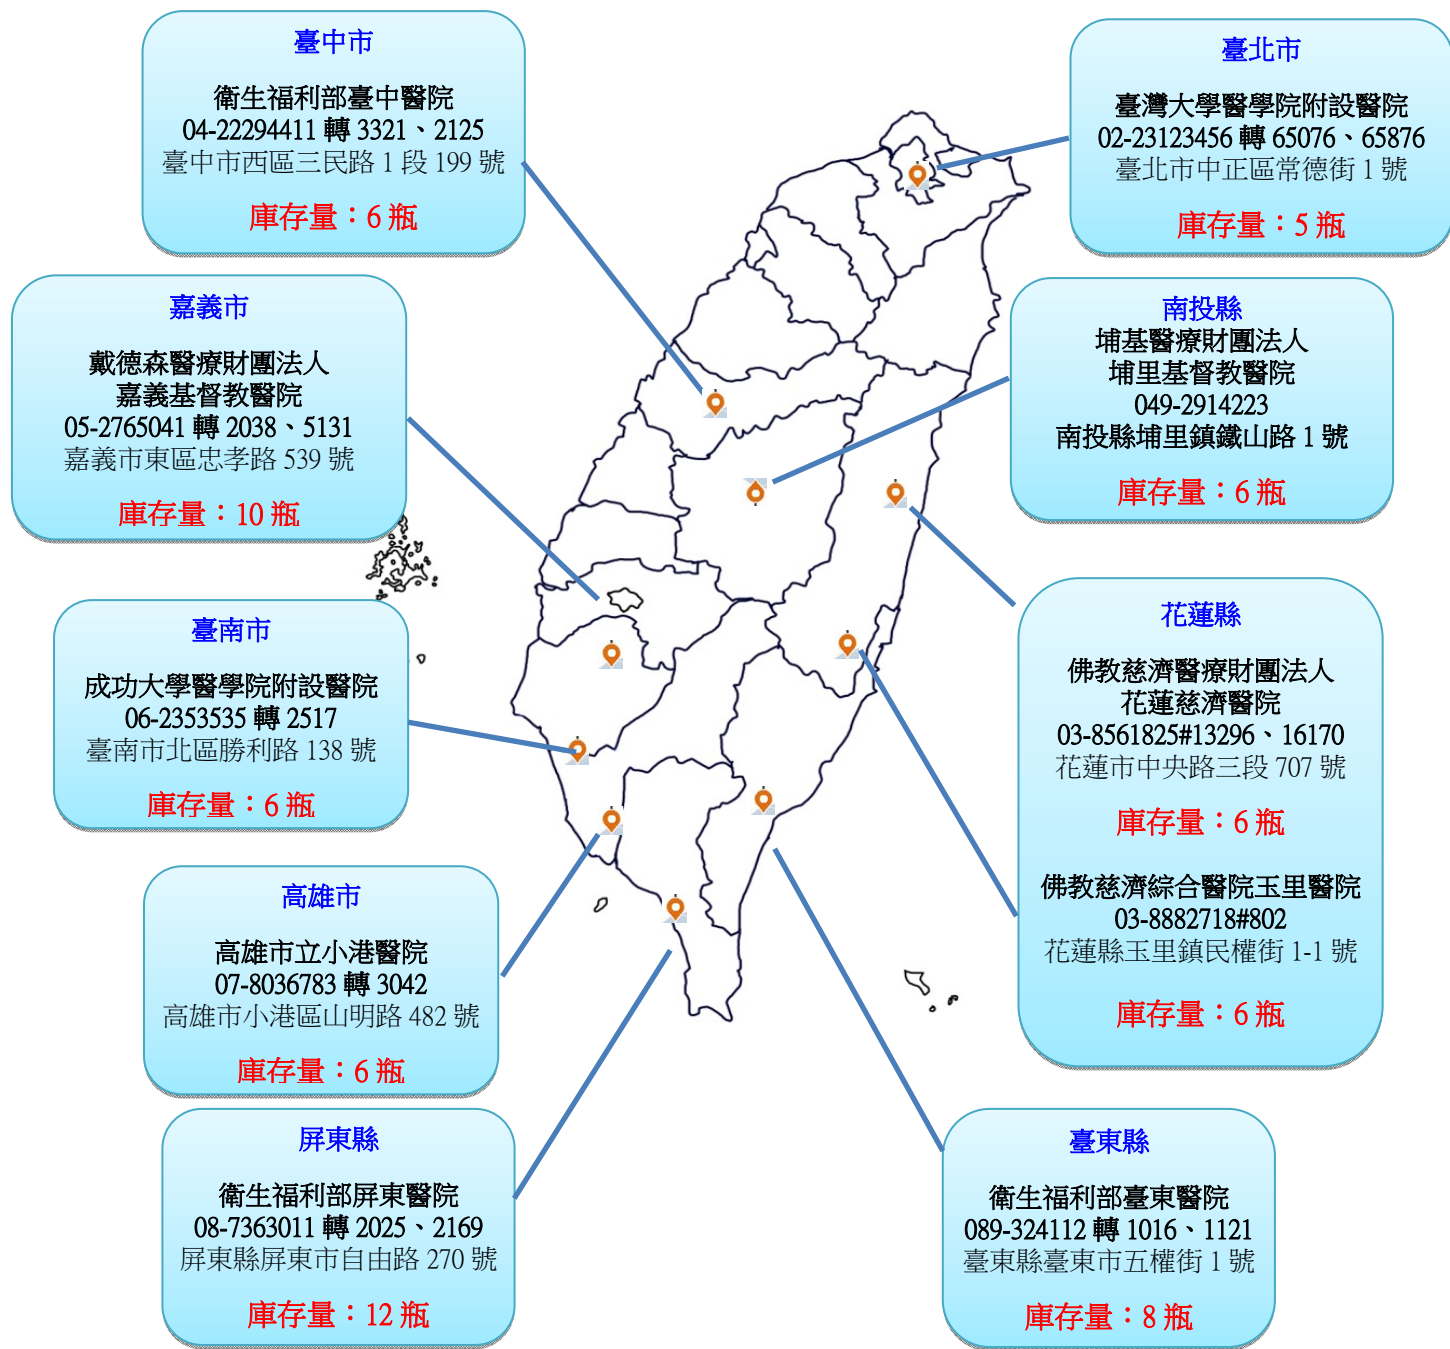 臺中市
衛生福利部臺中醫院
04-22294411 轉 3321、2125
臺中市西區三民路 1 段 199 號
庫存量：6 瓶
臺北市
臺灣大學醫學院附設醫院
02-23123456 轉 65076、65876
臺北市中正區常德街 1 號
庫存量：5 瓶
嘉義市
戴德森醫療財團法人
嘉義基督教醫院
05-2765041 轉 2038、5131
嘉義市東區忠孝路 539 號
庫存量：10 瓶
南投縣
埔基醫療財團法人
埔里基督教醫院
049-2914223
南投縣埔里鎮鐵山路 1 號
庫存量：6 瓶
臺南市
成功大學醫學院附設醫院
06-2353535 轉 2517
臺南市北區勝利路 138 號
庫存量：6 瓶
花蓮縣
佛教慈濟醫療財團法人
花蓮慈濟醫院
03-8561825#13296、16170
花蓮市中央路三段 707 號
庫存量：6 瓶
佛教慈濟綜合醫院玉里醫院
03-8882718#802
花蓮縣玉里鎮民權街 1-1 號
庫存量：6 瓶
高雄市
高雄市立小港醫院
07-8036783 轉 3042
高雄市小港區山明路 482 號
庫存量：6 瓶
屏東縣
衛生福利部屏東醫院
08-7363011 轉 2025、2169
屏東縣屏東市自由路 270 號
庫存量：12 瓶
臺東縣
衛生福利部臺東醫院
089-324112 轉 1016、1121
臺東縣臺東市五權街 1 號
庫存量：8 瓶